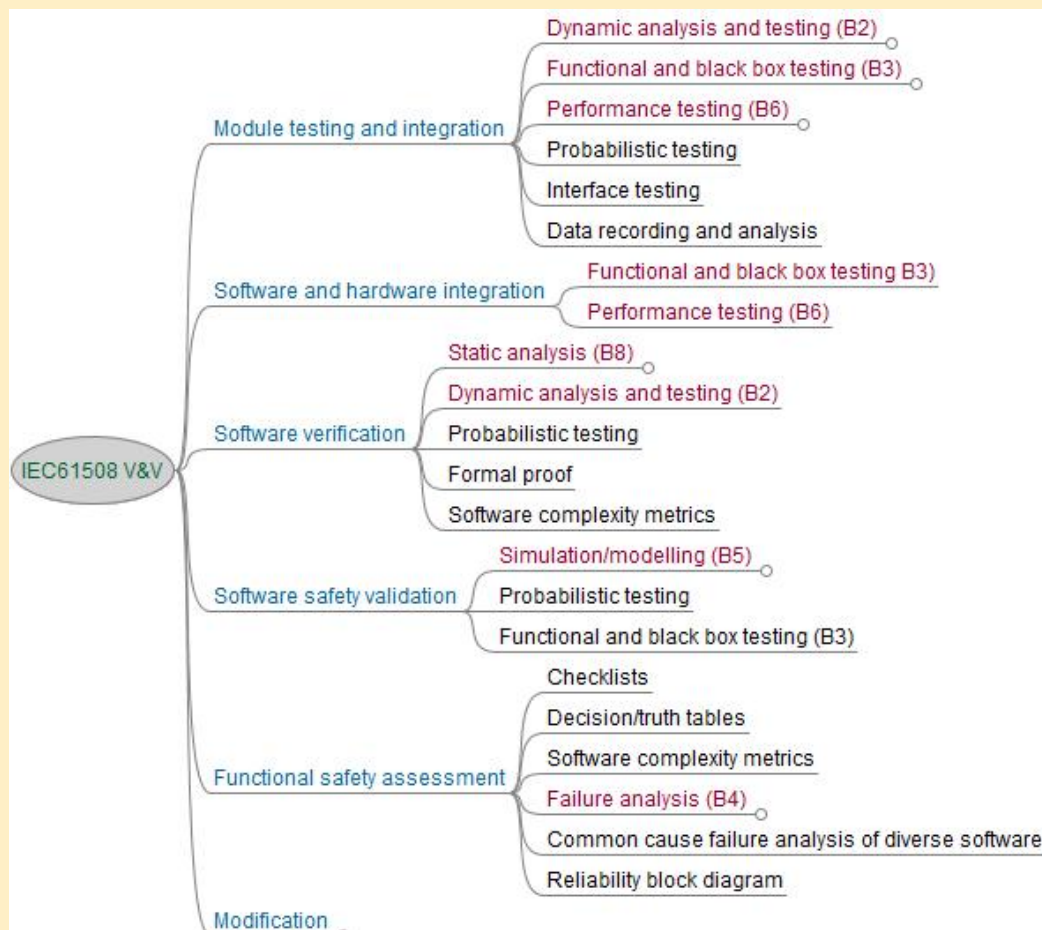 Dynamic analysis and testing (B2)
Functional and black box testing (B3)
Performance testing (B6)
Module testing and integration
Probabilistic testing
Interface testing
Data recording and analysis
Functional and black box testing B3)
Software and hardware integration
Performance testing (B6)
Static analysis (B8)
Dynamic analysis and testing (B2)
Software verification
Probabilistic testing
IEC61508 V&V
Formal proof
Software complexity metrics
Simulation/modelling (B5)
Software safety validation
Probabilistic testing
Functional and black box testing (B3)
Checklists
Decision/truth tables
Software complexity metrics
Functional safety assessment
Failure analysis (B4)
Common cause failure analysis of diverse software
Reliability block diagram
Modification